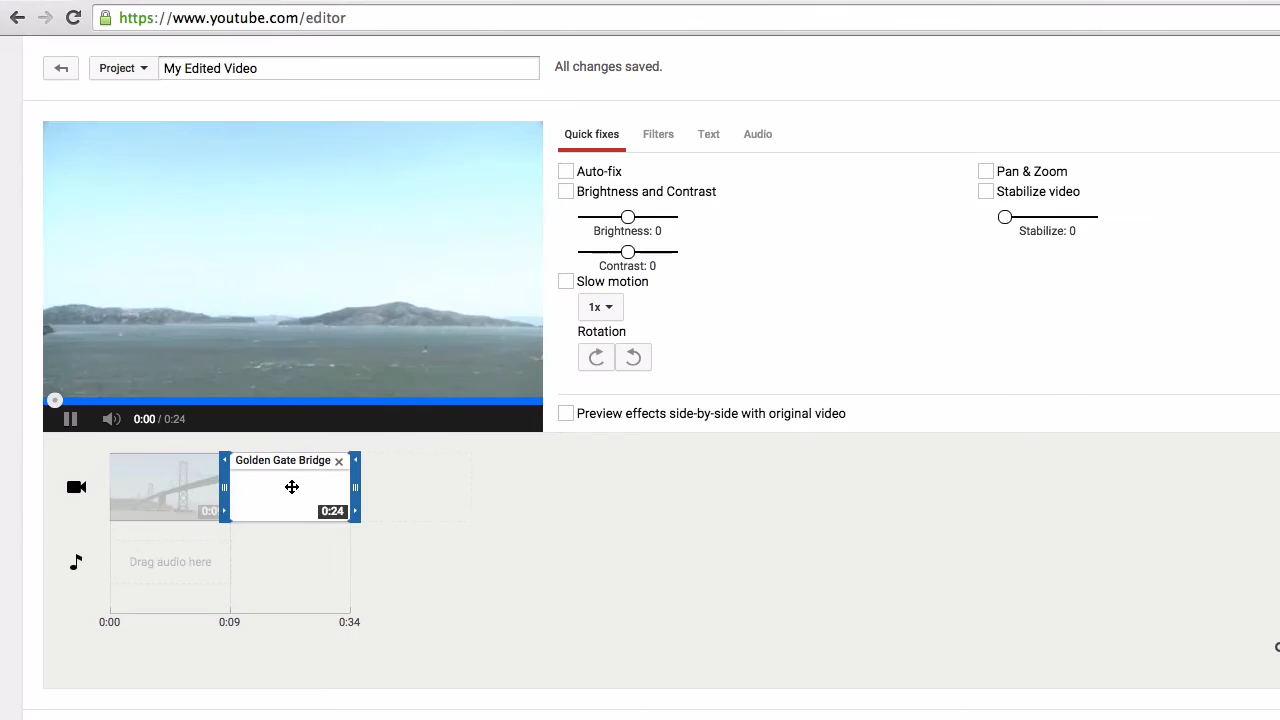 https://www.youtube.com/editor
Project My Edited Video All changes saved.
Quick fixes Filters Text Audio
Auto-fix Pan & Zoom
Brightness and Contrast Stabilize video
Brightness: 0 Stabilize: 0
Contrast: 0
Slow motion
1x
Rotation
Preview effects side-by-side with original video
0:00 / 0:24
Golden Gate Bridge
0:24
Drag audio here
0:00 0:09 0:34